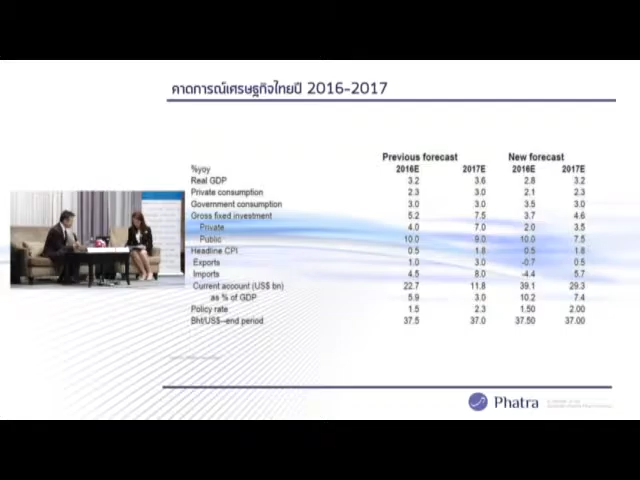 คาดการณ์เศรษฐกิจไทยปี 2016-2017
Previous forecast New forecast
%yoy 2016E 2017E 2016E 2017E
Real GDP 3.2 3.6 2.8 3.2
Private consumption 2.3 3.0 2.1 2.3
Government consumption 3.0 3.0 3.5 3.0
Gross fixed investment 5.2 7.5 3.7 4.6
Private 4.0 7.0 2.0 3.5
Public 10.0 9.0 10.0 7.5
Headline CPI 0.5 1.8 0.5 1.8
Exports 1.0 3.0 -0.7 0.5
Imports 4.5 8.0 -4.4 5.7
Current account (US$ bn) 22.7 11.8 39.1 29.3
as % of GDP 5.9 3.0 10.2 7.4
Policy rate 1.5 2.3 1.50 2.00
Bht/US$--end period 37.5 37.0 37.50 37.00
Phatra